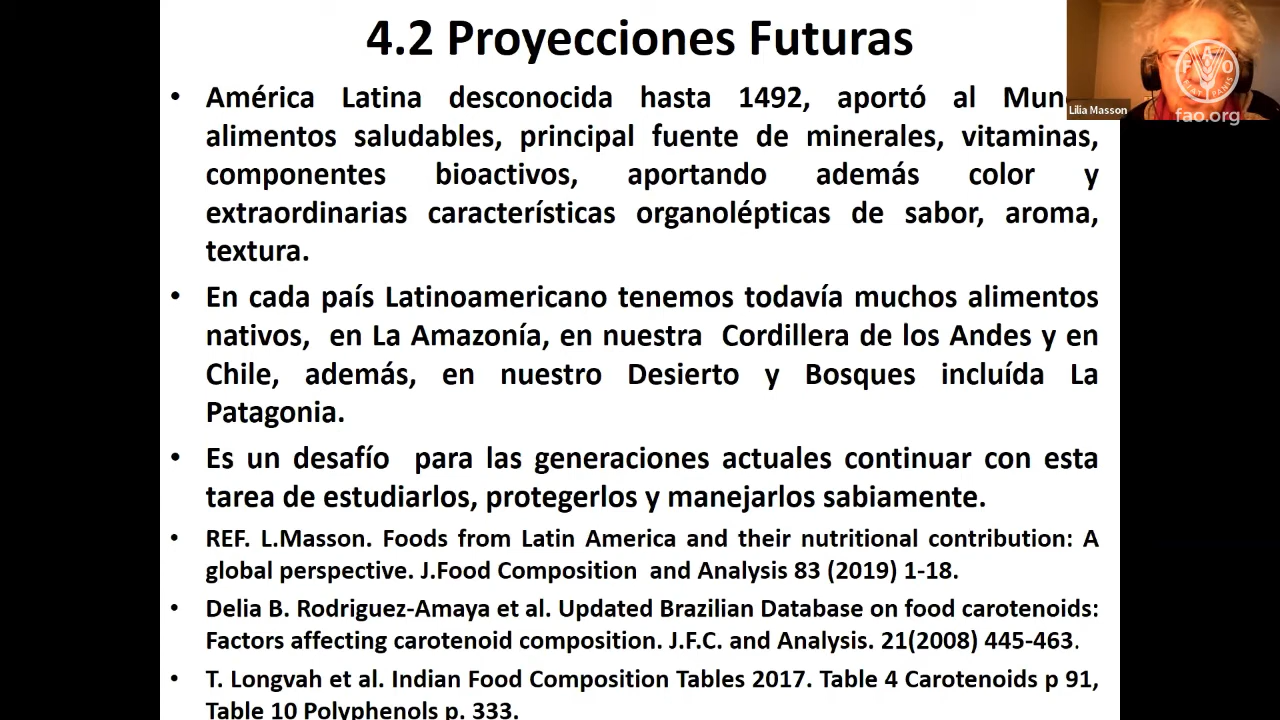 4.2 Proyecciones Futuras
• América Latina desconocida hasta 1492, aportó al
alimentos saludables, principal fuente de minerales, vitaminas,
componentes bioactivos, aportando además color y
extraordinarias características organolépticas de sabor, aroma,
textura.
• En cada país Latinoamericano tenemos todavía muchos alimentos
nativos, en La Amazonía, en nuestra Cordillera de los Andes y en
Chile, además, en nuestro Desierto y Bosques incluída La
Patagonia.
• Es un desafío para las generaciones actuales continuar con esta
tarea de estudiarlos, protegerlos y manejarlos sabiamente.
• REF. L.Masson. Foods from Latin America and their nutritional contribution: A
global perspective. J.Food Composition and Analysis 83 (2019) 1-18.
• Delia B. Rodriguez-Amaya et al. Updated Brazilian Database on food carotenoids:
Factors affecting carotenoid composition. J.F.C. and Analysis. 21(2008) 445-463.
• T. Longvah et al. Indian Food Composition Tables 2017. Table 4 Carotenoids p 91,
Table 10 Polyphenols p. 333.
Lilia Masson
FAO
fao.org